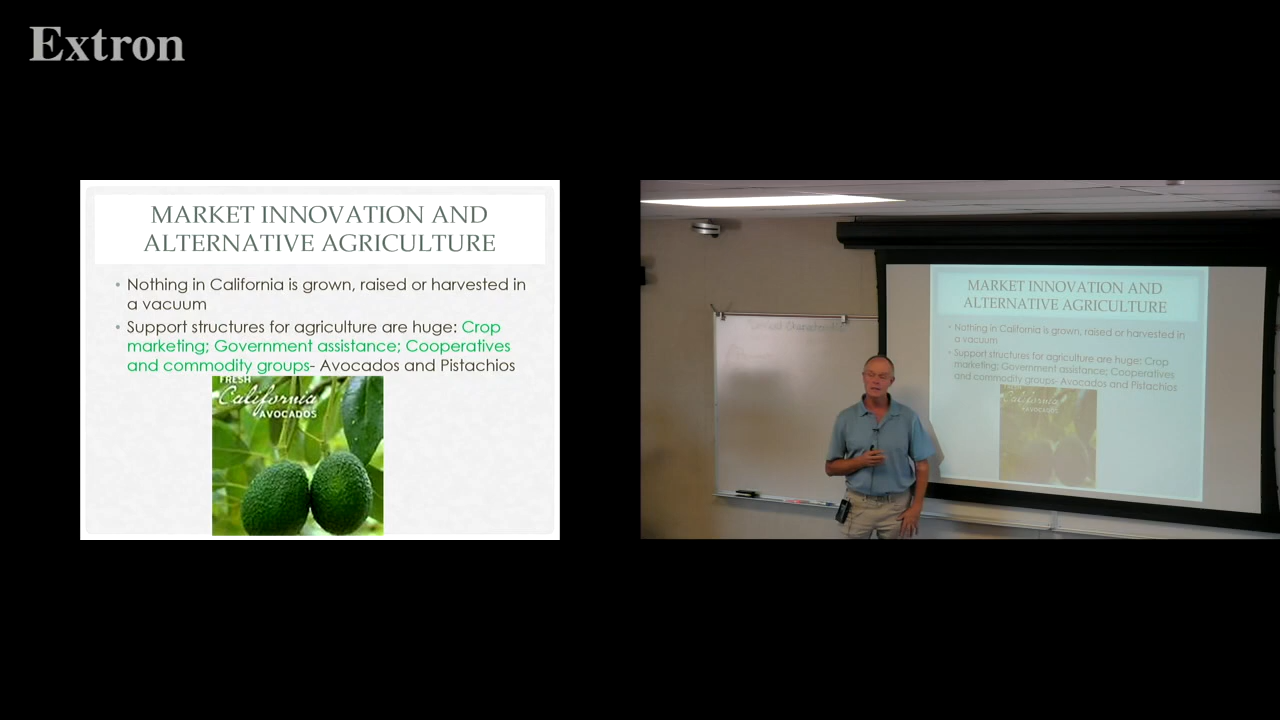 Extron
MARKET INNOVATION AND
ALTERNATIVE AGRICULTURE
• Nothing in California is grown, raised or harvested in
a vacuum
• Support structures for agriculture are huge: Crop
marketing; Government assistance; Cooperatives
and commodity groups- Avocados and Pistachios
FRESH
California
AVOCADOS
MARKET INNOVATION AND
ALTERNATIVE AGRICULTURE
• Nothing in California is grown, raised or harvested in
a vacuum
• Support structures for agriculture are huge: Crop
marketing; Government assistance; Cooperatives
and commodity groups- Avocados and Pistachios
California
AVOCADOS